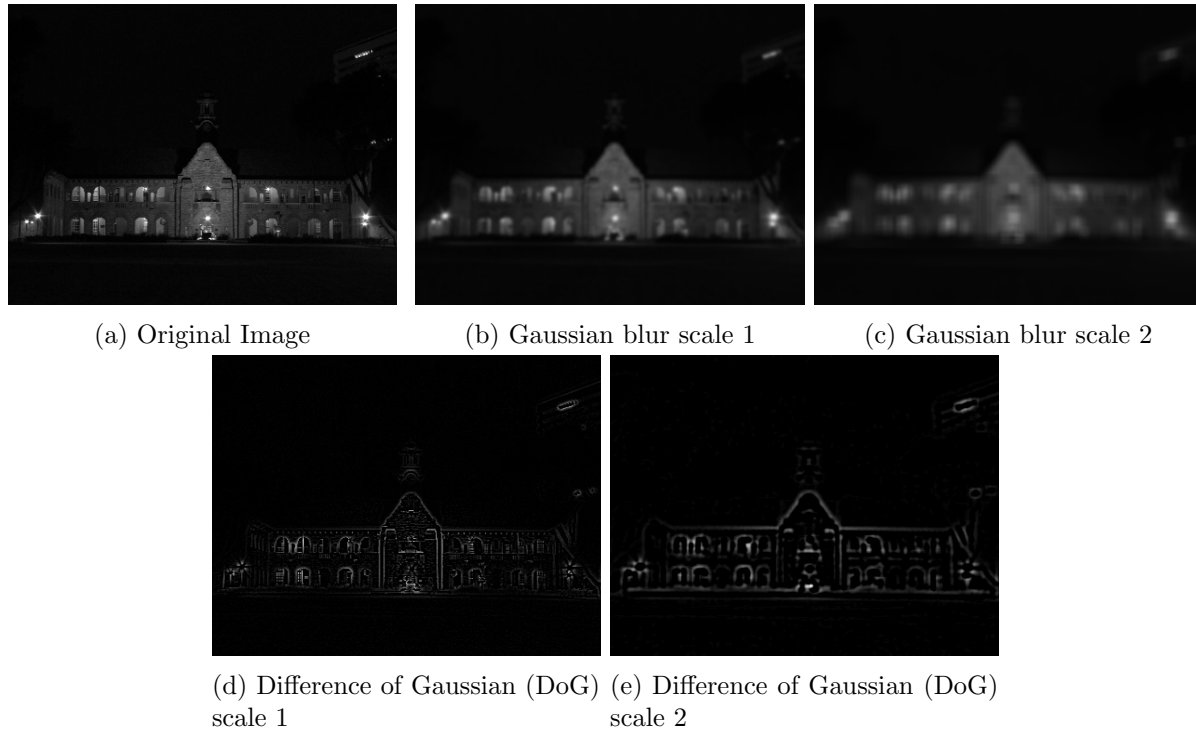 (a) Original Image
(b) Gaussian blur scale 1
(c) Gaussian blur scale 2
(d) Difference of Gaussian (DoG)
scale 1
(e) Difference of Gaussian (DoG)
scale 2